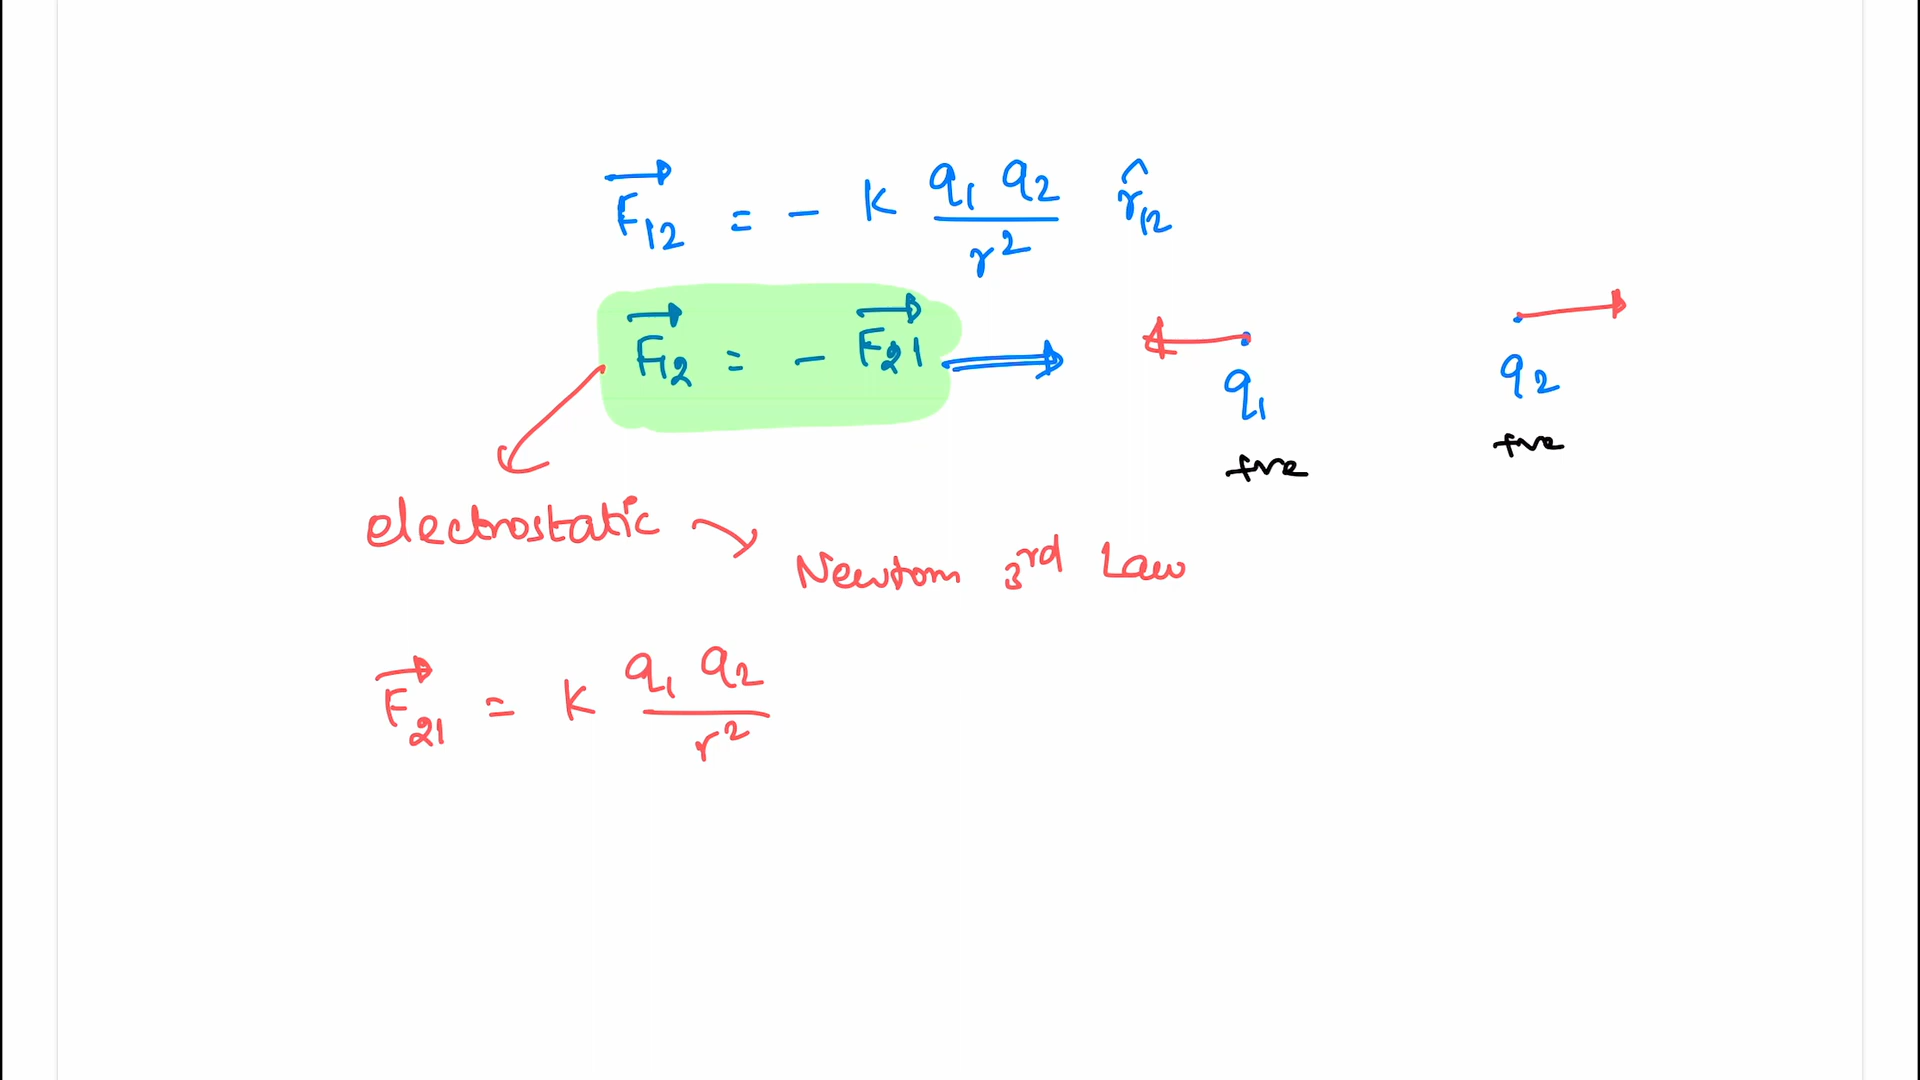 F₁₂ = - K q₁ q₂ / r² r̂₁₂
F₁₂ = - F₂₁
q₁ q₂
+ve +ve
electrostatic
Newton 3rd Law
F₂₁ = K q₁ q₂ / r²